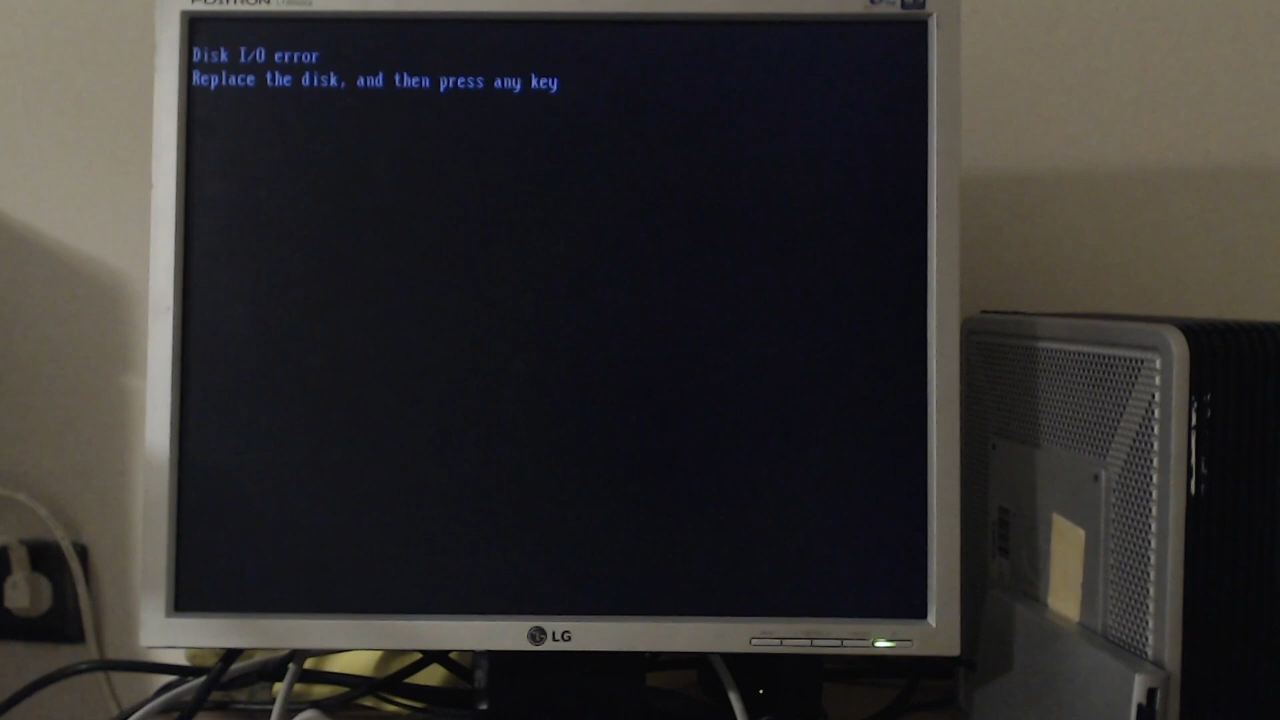 Disk I/O error
Replace the disk, and then press any key
LG